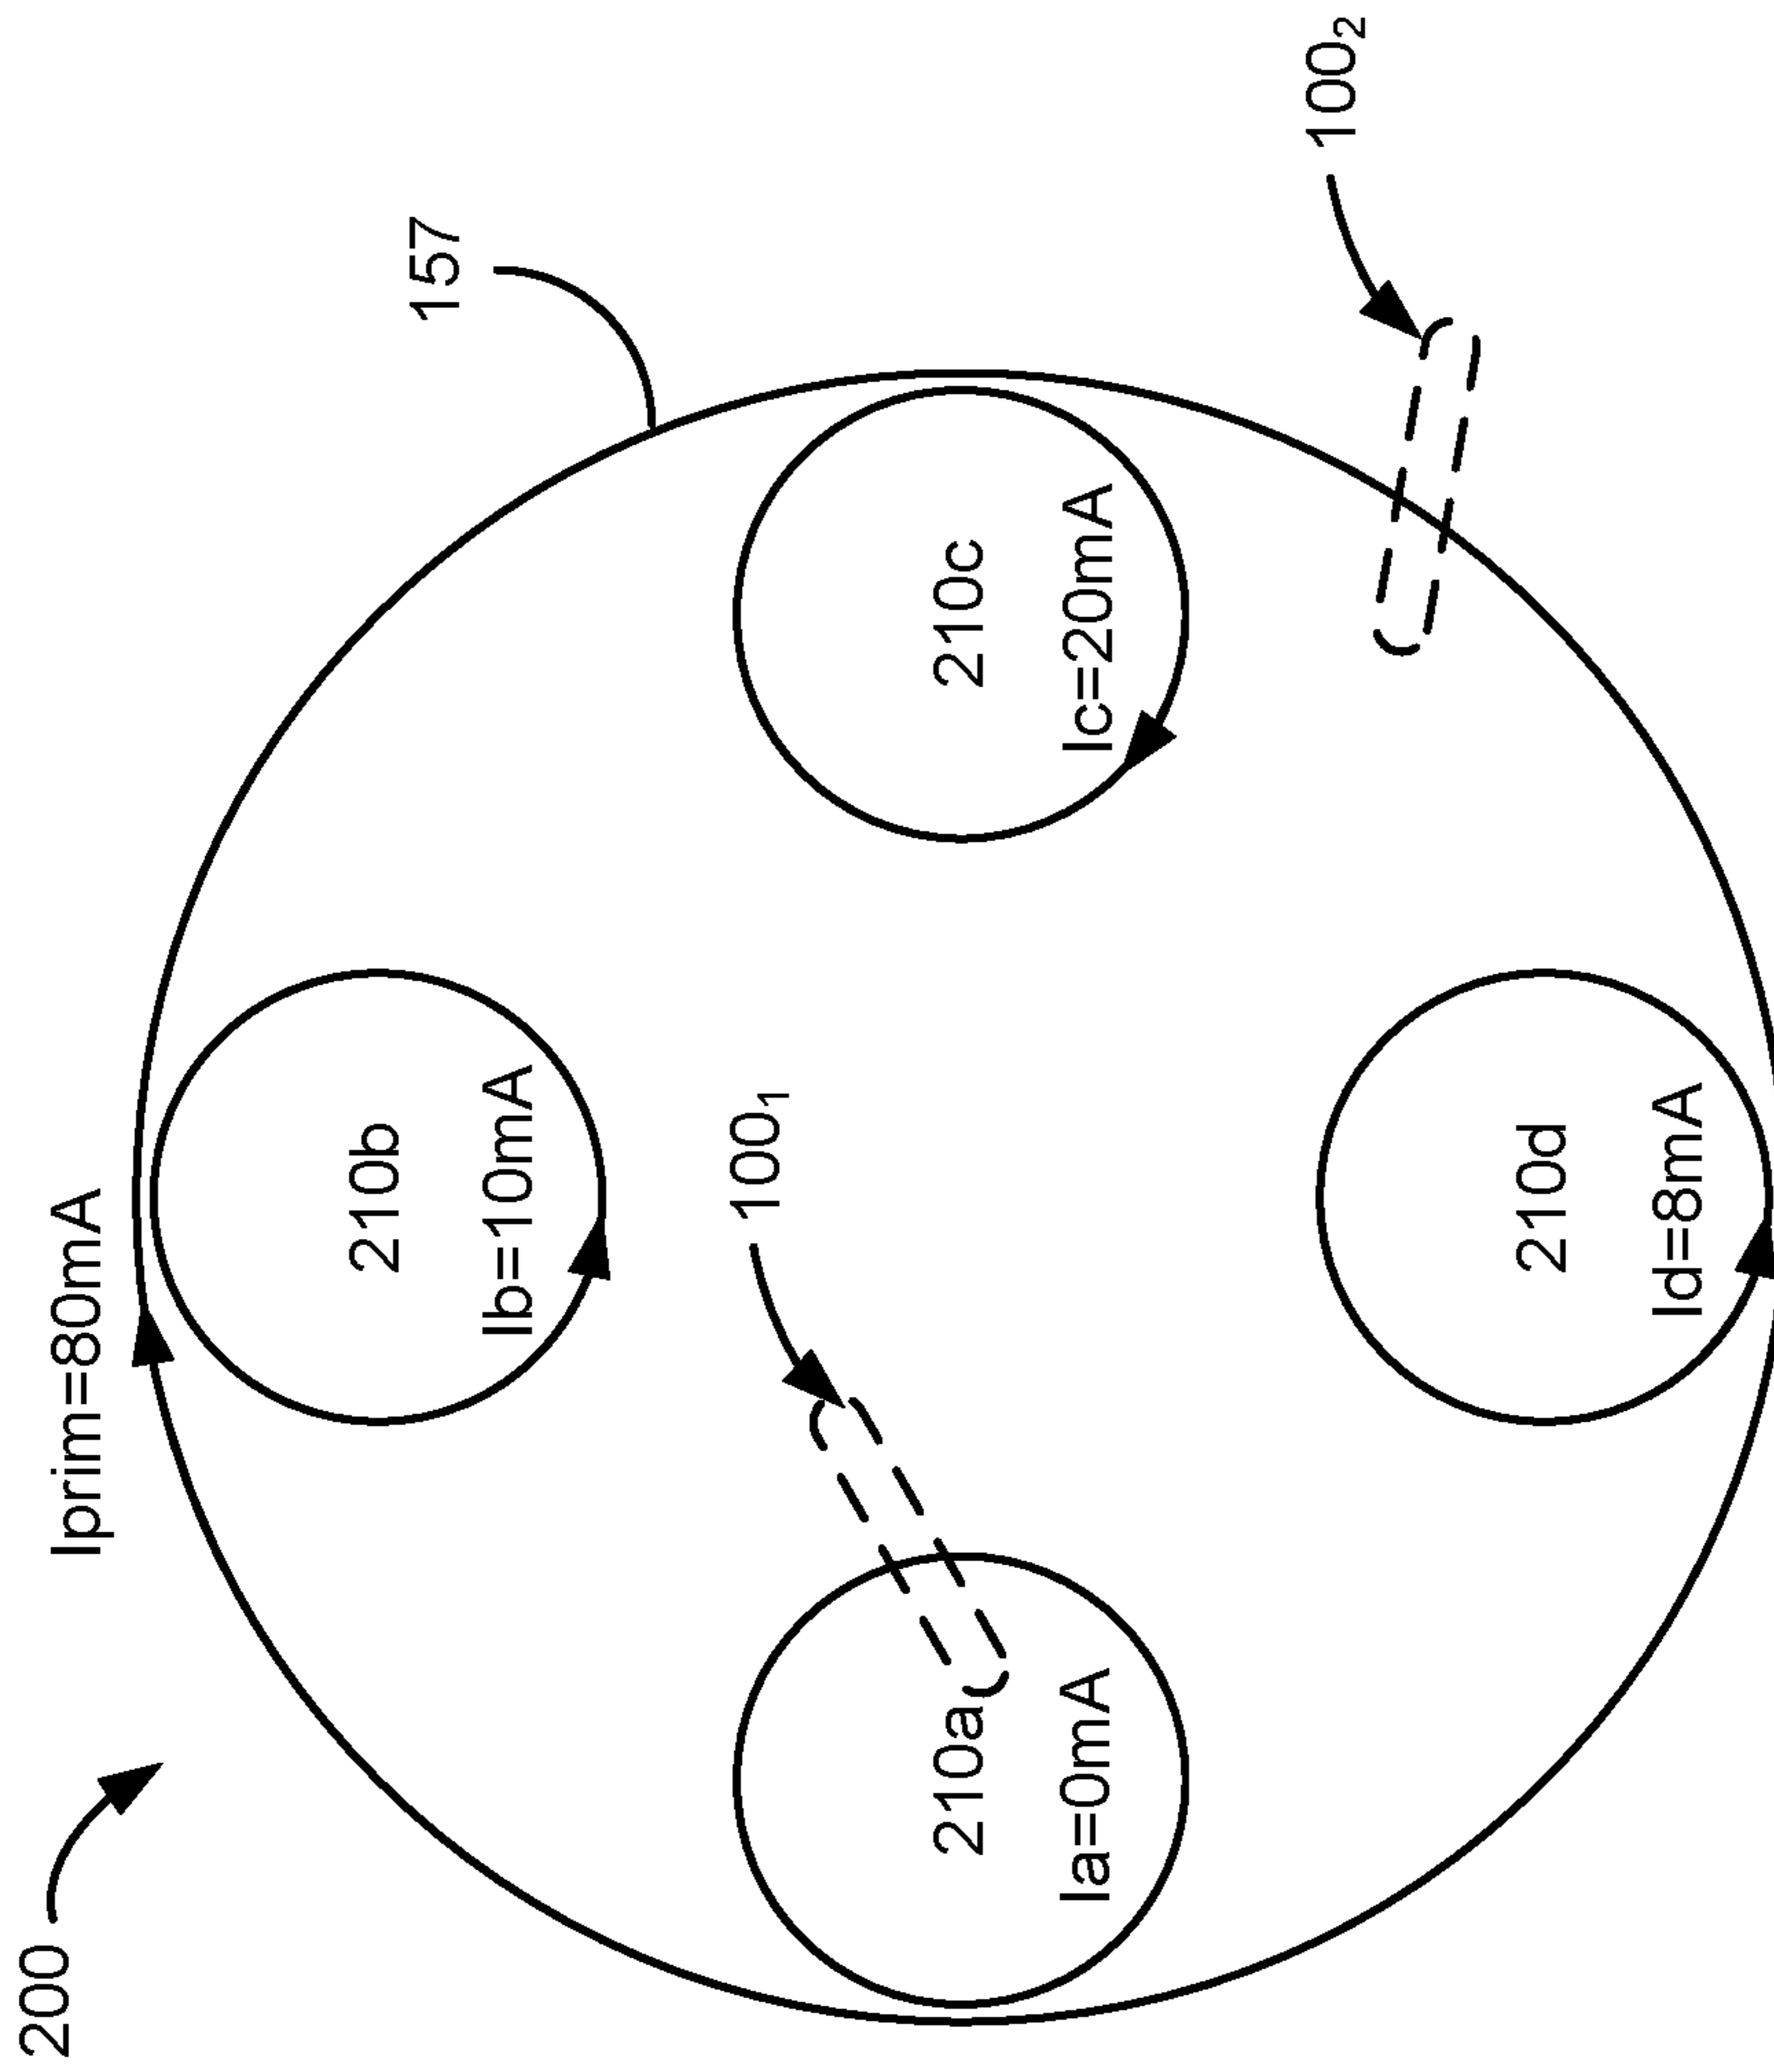 200
Iprim=80mA
157
210b
Ib=10mA
100₁
210a
Ia=0mA
210c
Ic=20mA
100₂
210d
Id=8mA